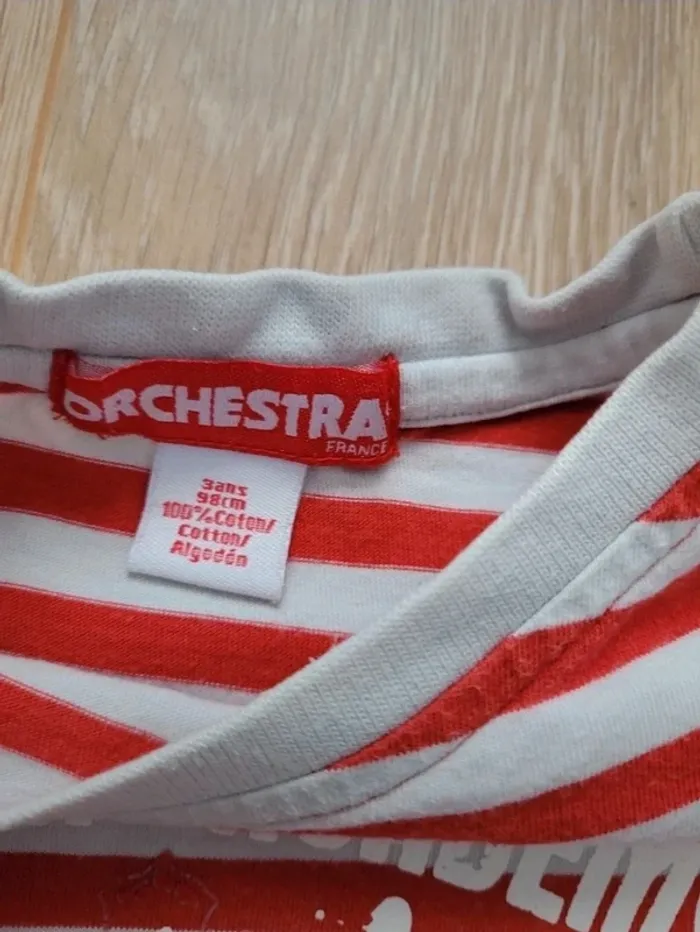 ORCHESTRA
FRANCE
3ans
98cm
100%Coton/
Cotton/
Algodón